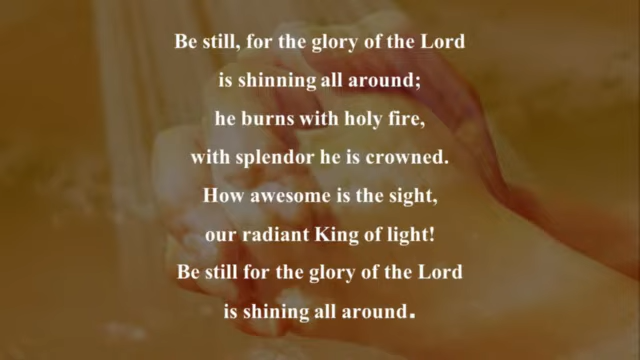 Be still, for the glory of the Lord
is shinning all around;
he burns with holy fire,
with splendor he is crowned.
How awesome is the sight,
our radiant King of light!
Be still for the glory of the Lord
is shining all around.